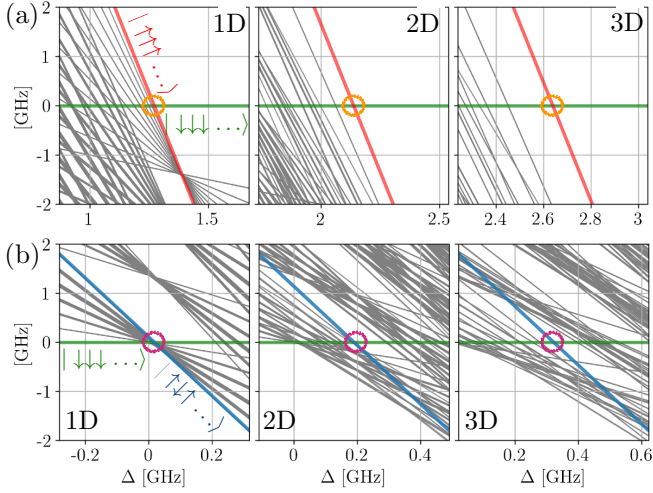 (a)
1D
2D
3D
[GHz]
2
1
0
-1
-2
|↑↑↑ ···⟩
|↓↓↓ ···⟩
1
1.5
2
2.5
2.4
2.6
2.8
3
(b)
[GHz]
2
1
0
-1
-2
|↓↓↓ ···⟩
|↑↓↑ ···⟩
1D
2D
3D
-0.2
0
0.2
0
0.2
0.4
0
0.2
0.4
0.6
Δ [GHz]
Δ [GHz]
Δ [GHz]